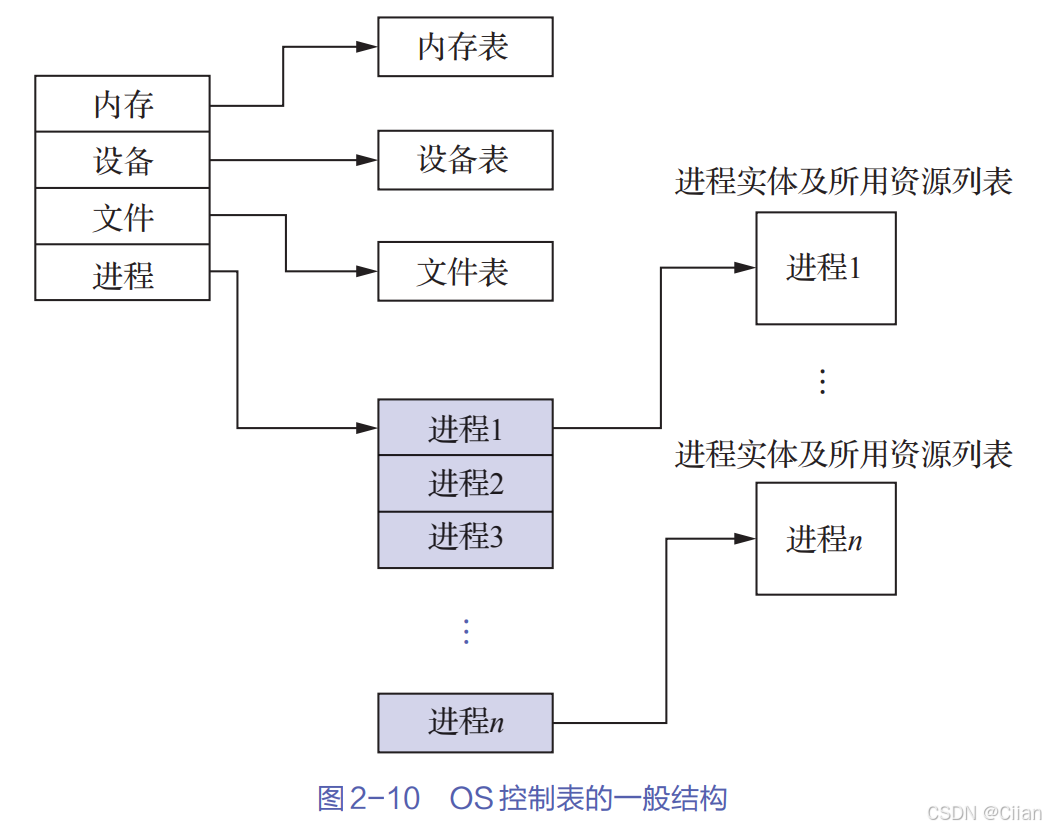 内存
设备
文件
进程
内存表
设备表
文件表
进程1
进程2
进程3
⋮
进程n
进程实体及所用资源列表
进程1
⋮
进程实体及所用资源列表
进程n
图2-10 OS控制表的一般结构
CSDN @Ciian